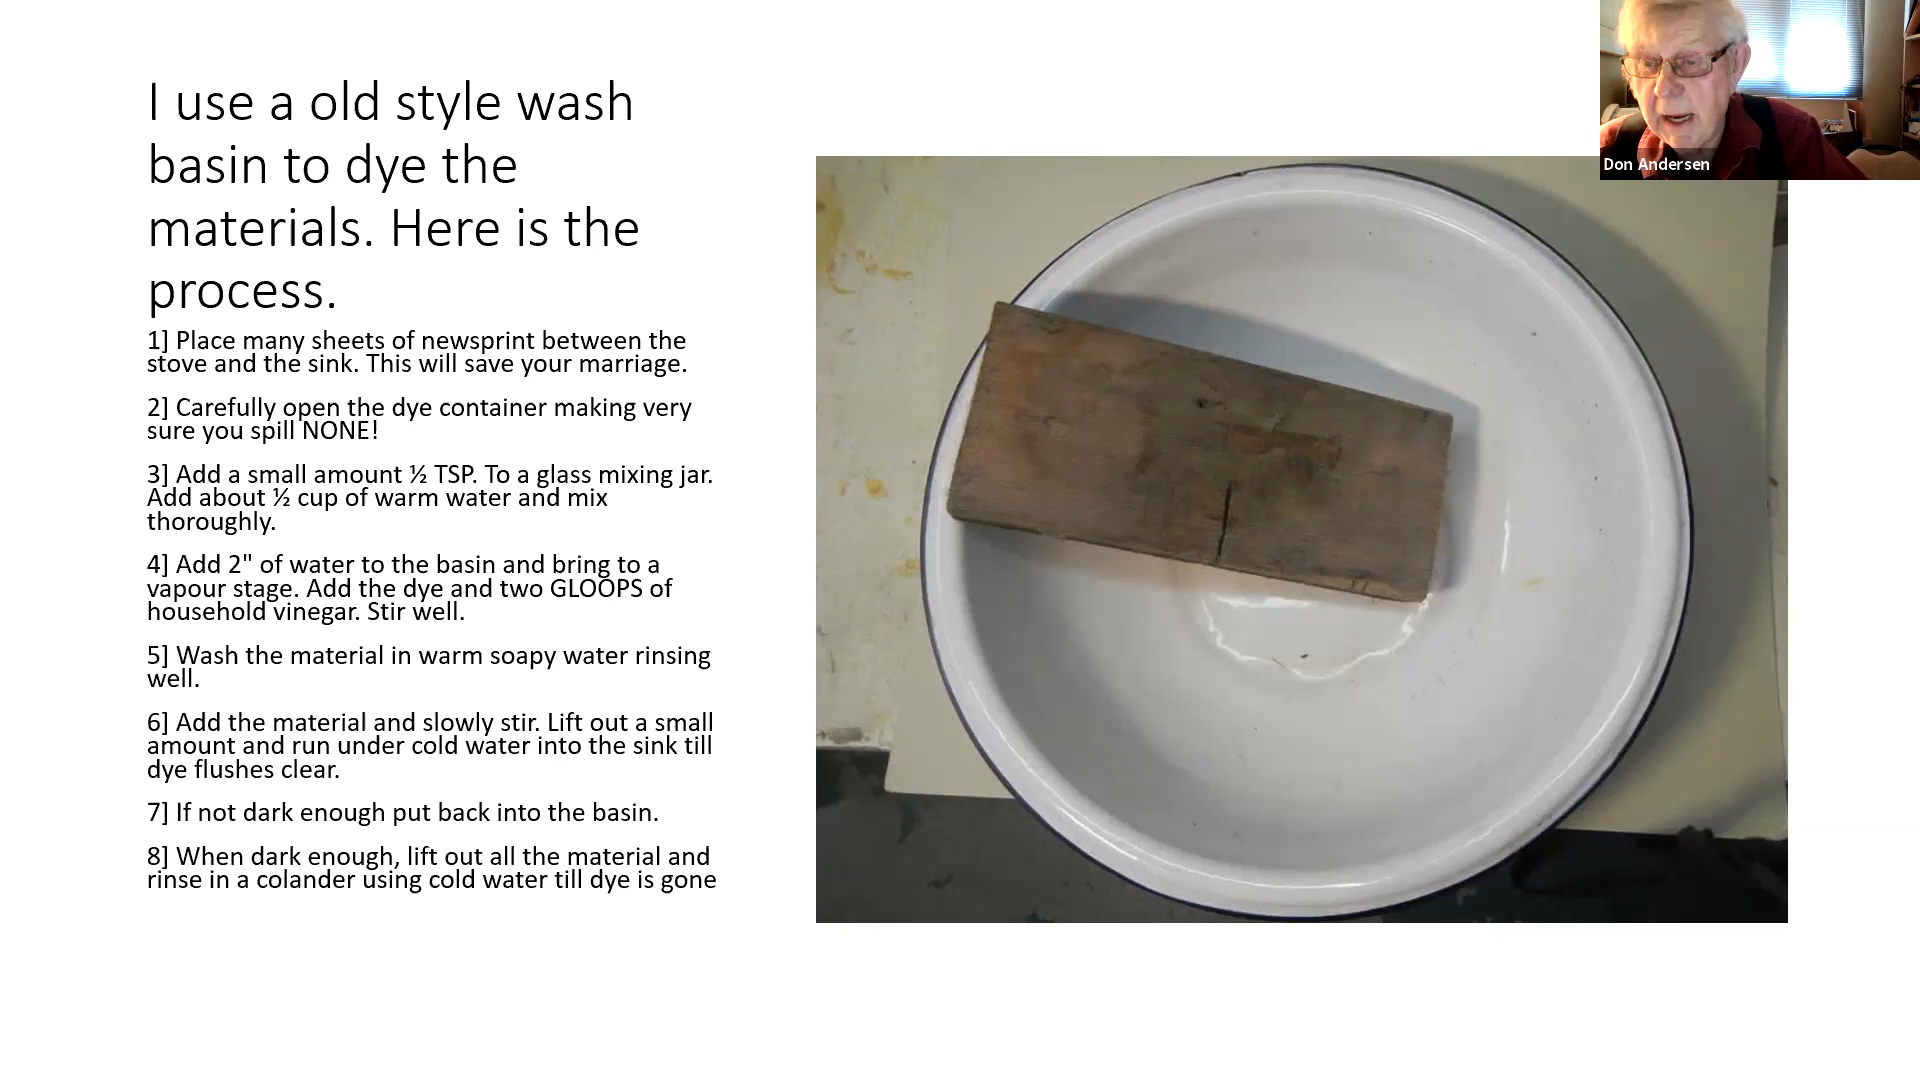 I use a old style wash
basin to dye the
materials. Here is the
process.
1] Place many sheets of newsprint between the
stove and the sink. This will save your marriage.
2] Carefully open the dye container making very
sure you spill NONE!
3] Add a small amount ½ TSP. To a glass mixing jar.
Add about ½ cup of warm water and mix
thoroughly.
4] Add 2" of water to the basin and bring to a
vapour stage. Add the dye and two GLOOPS of
household vinegar. Stir well.
5] Wash the material in warm soapy water rinsing
well.
6] Add the material and slowly stir. Lift out a small
amount and run under cold water into the sink till
dye flushes clear.
7] If not dark enough put back into the basin.
8] When dark enough, lift out all the material and
rinse in a colander using cold water till dye is gone
Don Andersen